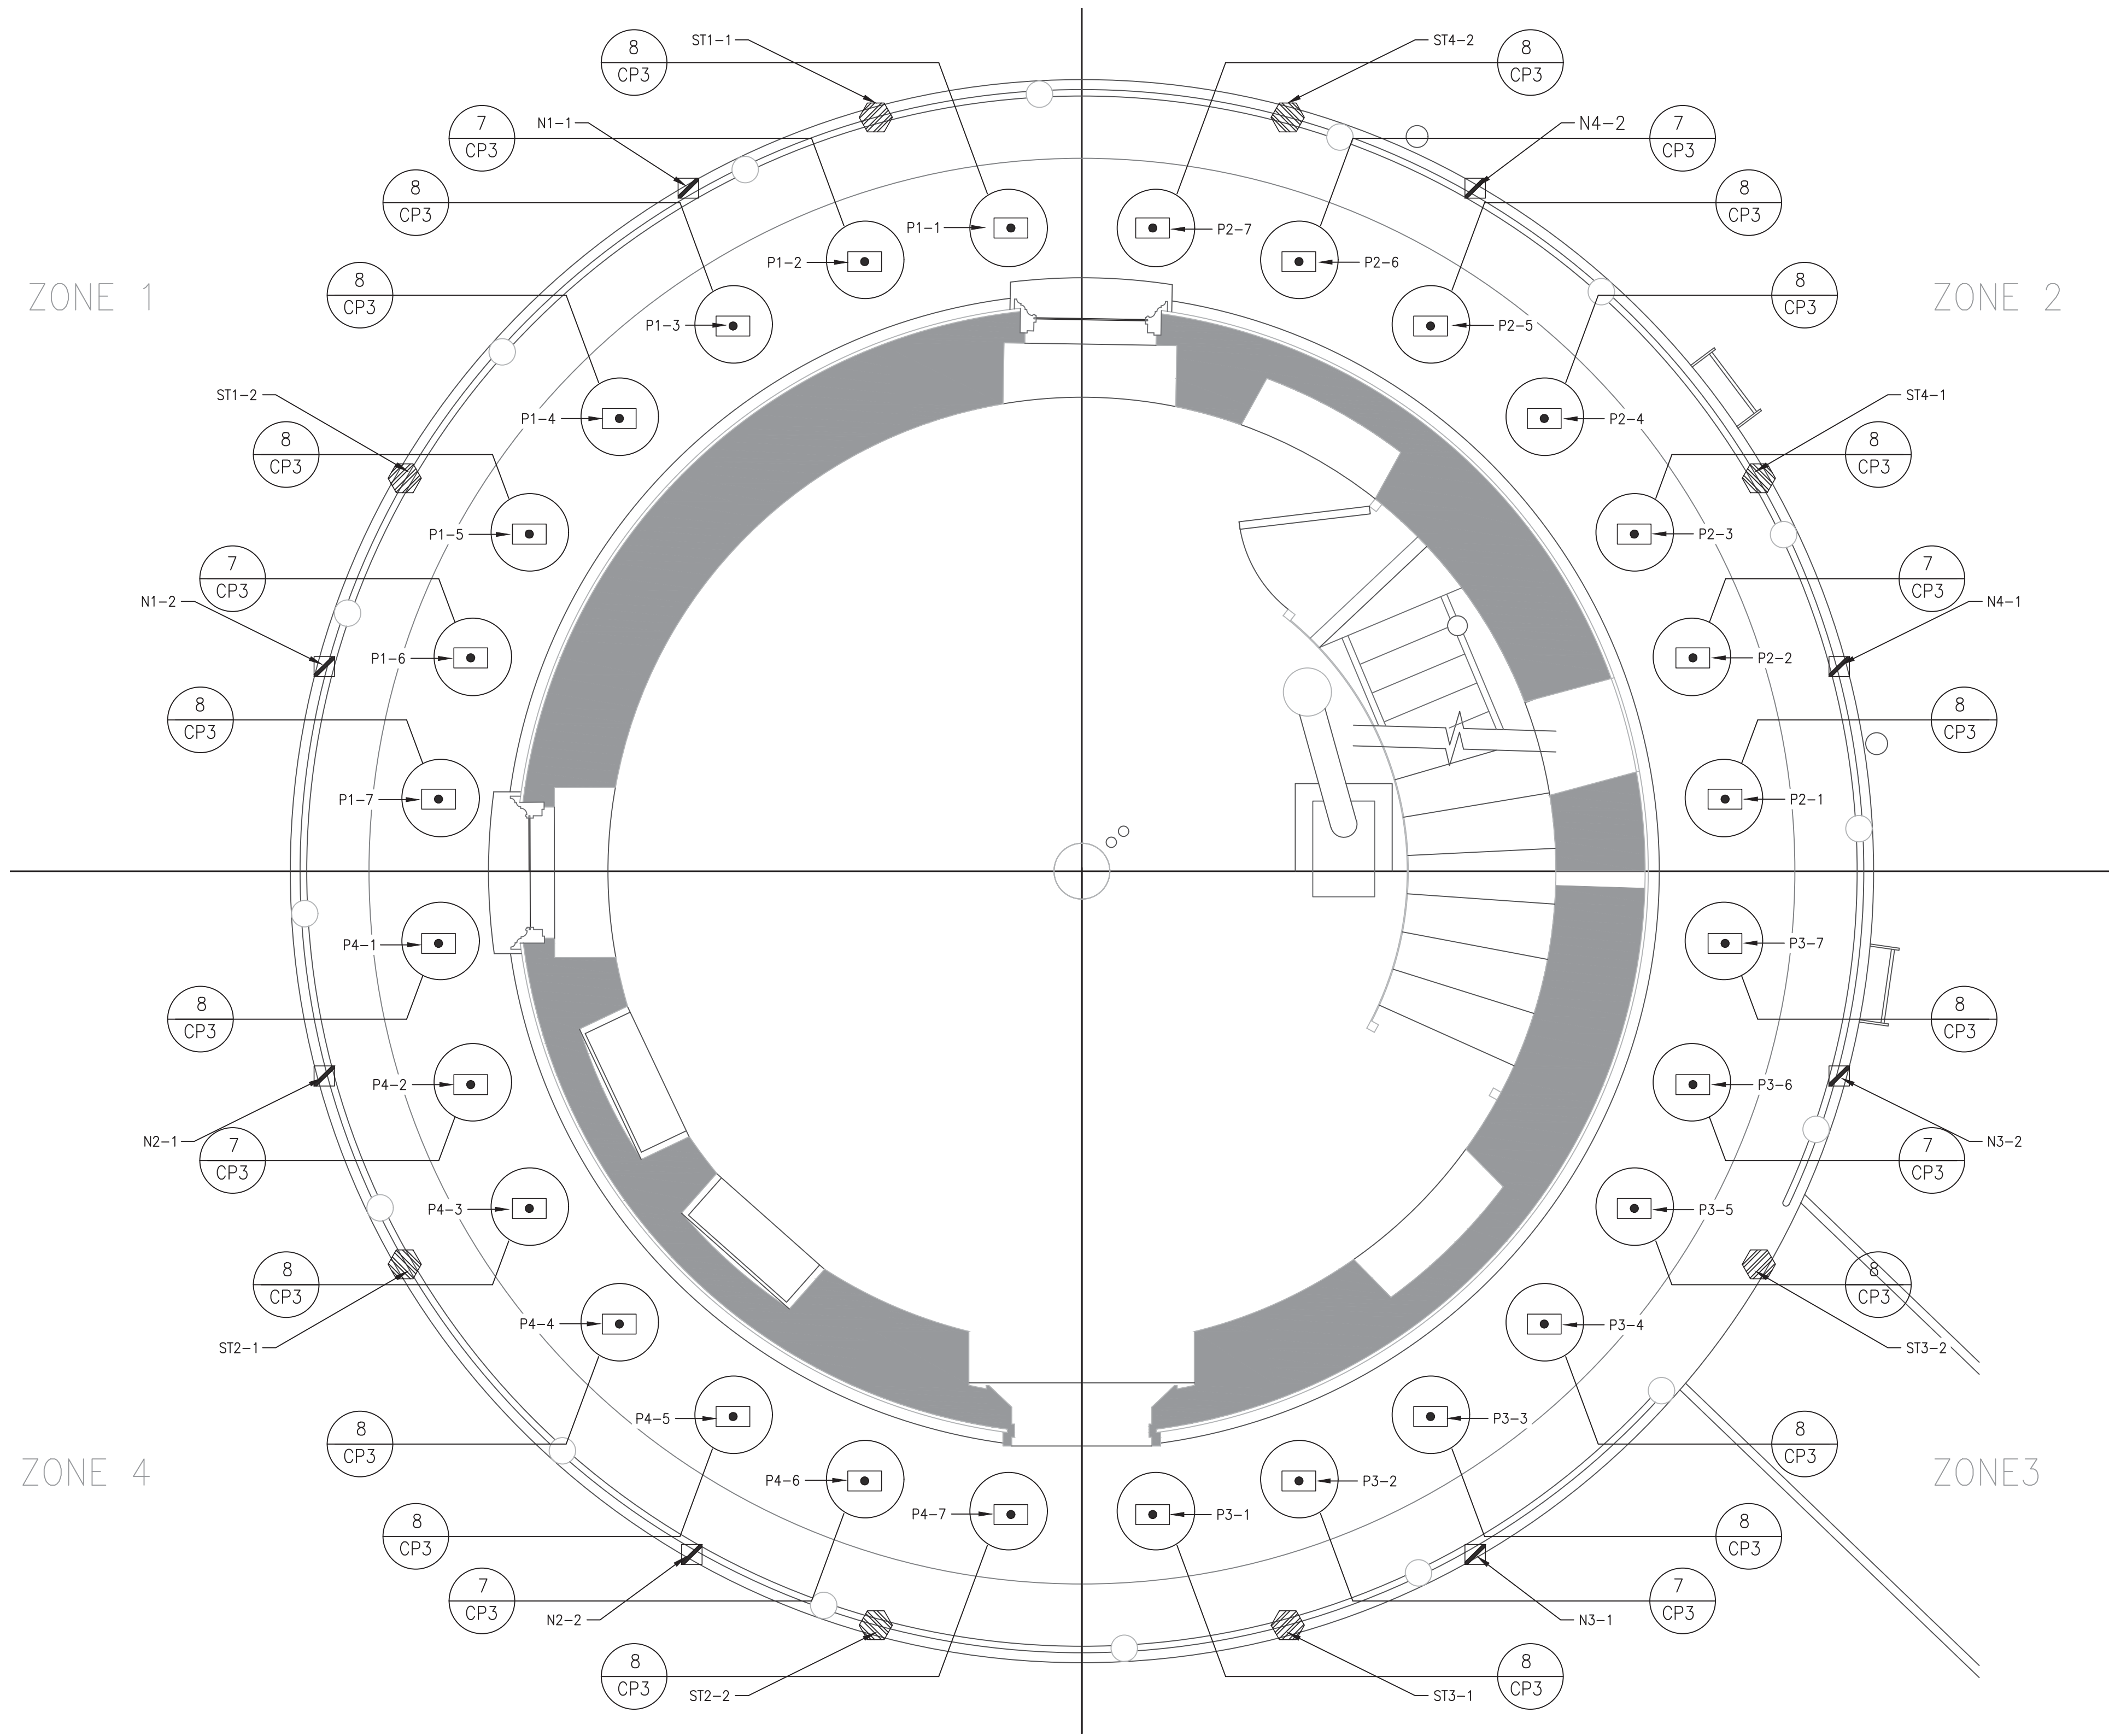 ST1-1
8
CP3
ST4-2
8
CP3
7
CP3
N1-1
N4-2
7
CP3
8
CP3
8
CP3
P1-1
P2-7
P1-2
P2-6
ZONE 1
8
CP3
8
CP3
ZONE 2
P1-3
P2-5
ST1-2
P1-4
P2-4
ST4-1
8
CP3
8
CP3
P1-5
P2-3
7
CP3
7
CP3
N1-2
N4-1
P1-6
P2-2
8
CP3
8
CP3
P1-7
P2-1
P4-1
P3-7
8
CP3
8
CP3
P4-2
P3-6
N2-1
7
CP3
7
CP3
N3-2
P4-3
P3-5
8
CP3
8
CP3
ST2-1
P4-4
P3-4
ST3-2
P4-5
P3-3
8
CP3
8
CP3
ZONE 4
ZONE3
P4-6
P3-2
P4-7
P3-1
8
CP3
8
CP3
7
CP3
N2-2
N3-1
7
CP3
8
CP3
ST2-2
ST3-1
8
CP3